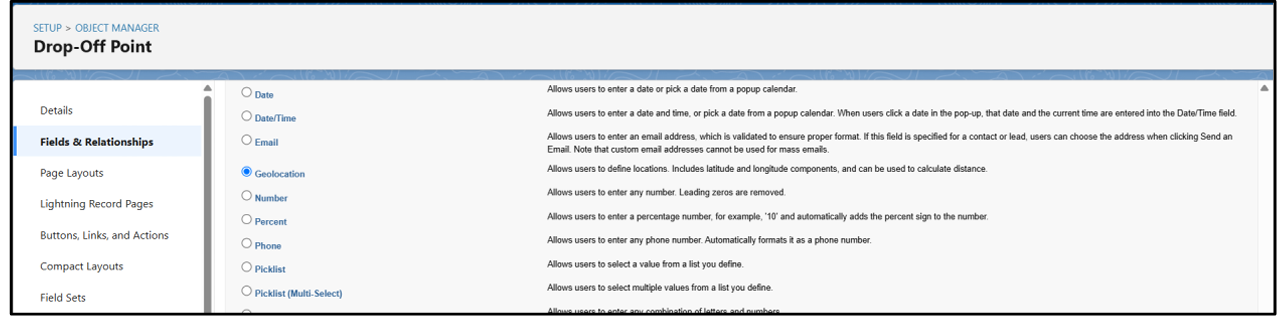 SETUP > OBJECT MANAGER
Drop-Off Point
Details
Fields & Relationships
Page Layouts
Lightning Record Pages
Buttons, Links, and Actions
Compact Layouts
Field Sets
Date
Allows users to enter a date or pick a date from a popup calendar.
Date/Time
Allows users to enter a date and time, or pick a date from a popup calendar. When users click a date in the pop-up, that date and the current time are entered into the Date/Time field.
Email
Allows users to enter an email address, which is validated to ensure proper format. If this field is specified for a contact or lead, users can choose the address when clicking Send an
Email. Note that custom email addresses cannot be used for mass emails.
Geolocation
Allows users to define locations. Includes latitude and longitude components, and can be used to calculate distance.
Number
Allows users to enter any number. Leading zeros are removed.
Percent
Allows users to enter a percentage number, for example, '10' and automatically adds the percent sign to the number.
Phone
Allows users to enter any phone number. Automatically formats it as a phone number.
Picklist
Allows users to select a value from a list you define.
Picklist (Multi-Select)
Allows users to select multiple values from a list you define.
Allows users to enter any combination of letters and numbers.